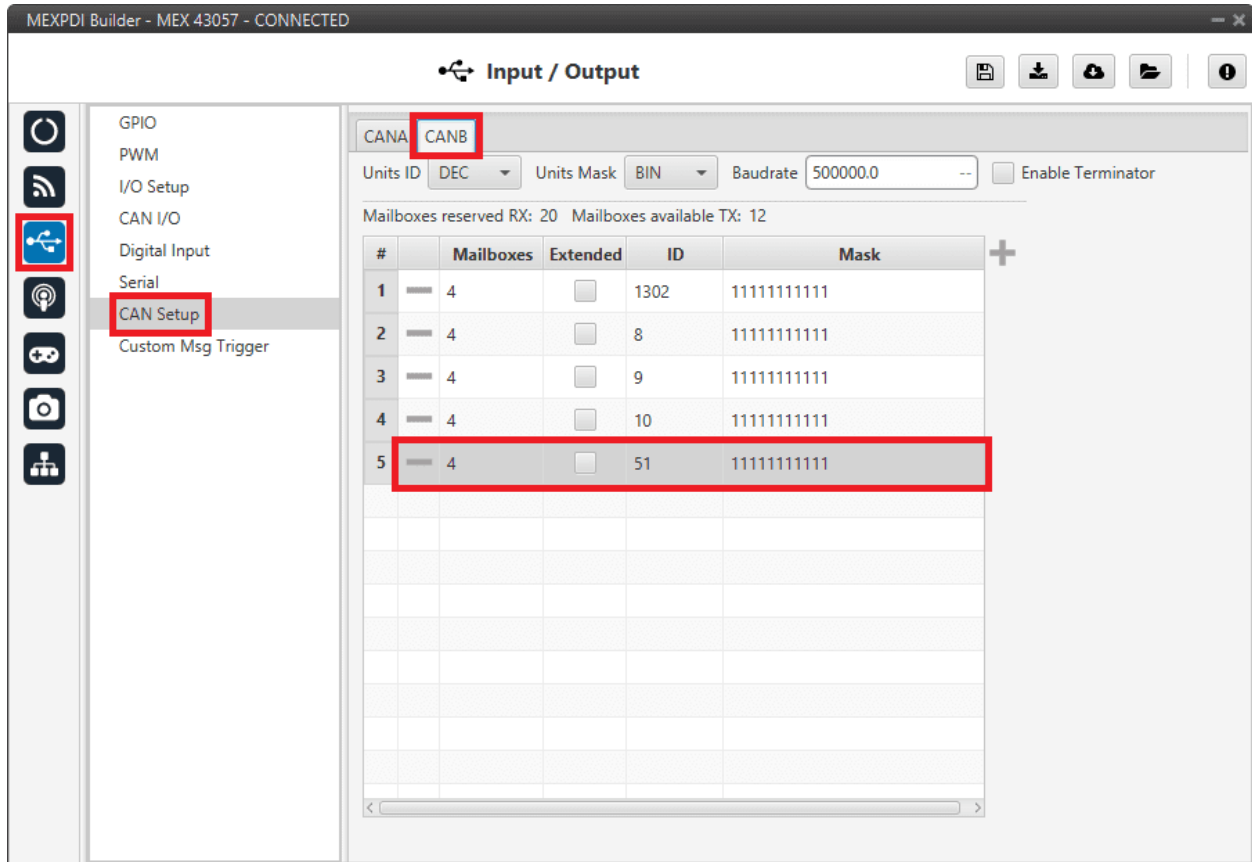 MEXPDI Builder - MEX 43057 - CONNECTED
Input / Output
GPIO
PWM
I/O Setup
CAN I/O
Digital Input
Serial
CAN Setup
Custom Msg Trigger
CANA CANB
Units ID DEC Units Mask BIN Baudrate 500000.0 -- Enable Terminator
Mailboxes reserved RX: 20 Mailboxes available TX: 12
# Mailboxes Extended ID Mask
1 4 1302 11111111111
2 4 8 11111111111
3 4 9 11111111111
4 4 10 11111111111
5 4 51 11111111111